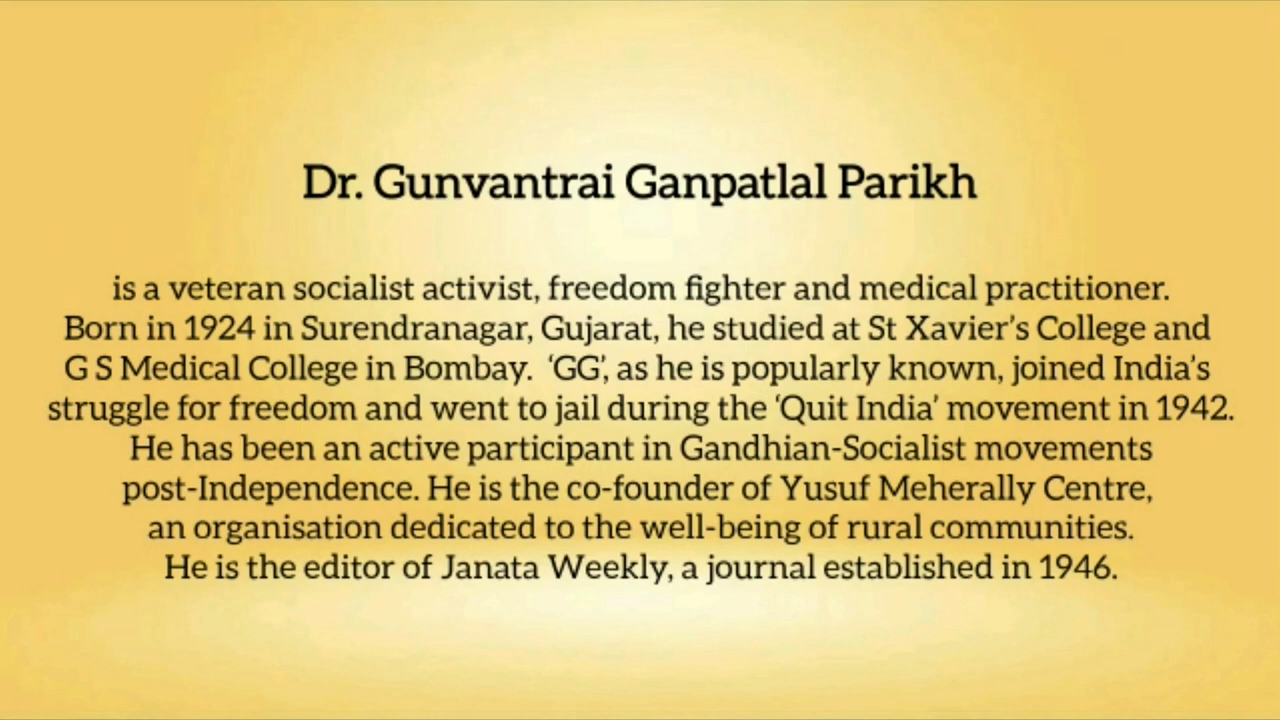 Dr. Gunvantrai Ganpatlal Parikh
is a veteran socialist activist, freedom fighter and medical practitioner.
Born in 1924 in Surendranagar, Gujarat, he studied at St Xavier’s College and
G S Medical College in Bombay.  ‘GG’, as he is popularly known, joined India’s
struggle for freedom and went to jail during the ‘Quit India’ movement in 1942.
He has been an active participant in Gandhian-Socialist movements
post-Independence. He is the co-founder of Yusuf Meherally Centre,
an organisation dedicated to the well-being of rural communities.
He is the editor of Janata Weekly, a journal established in 1946.